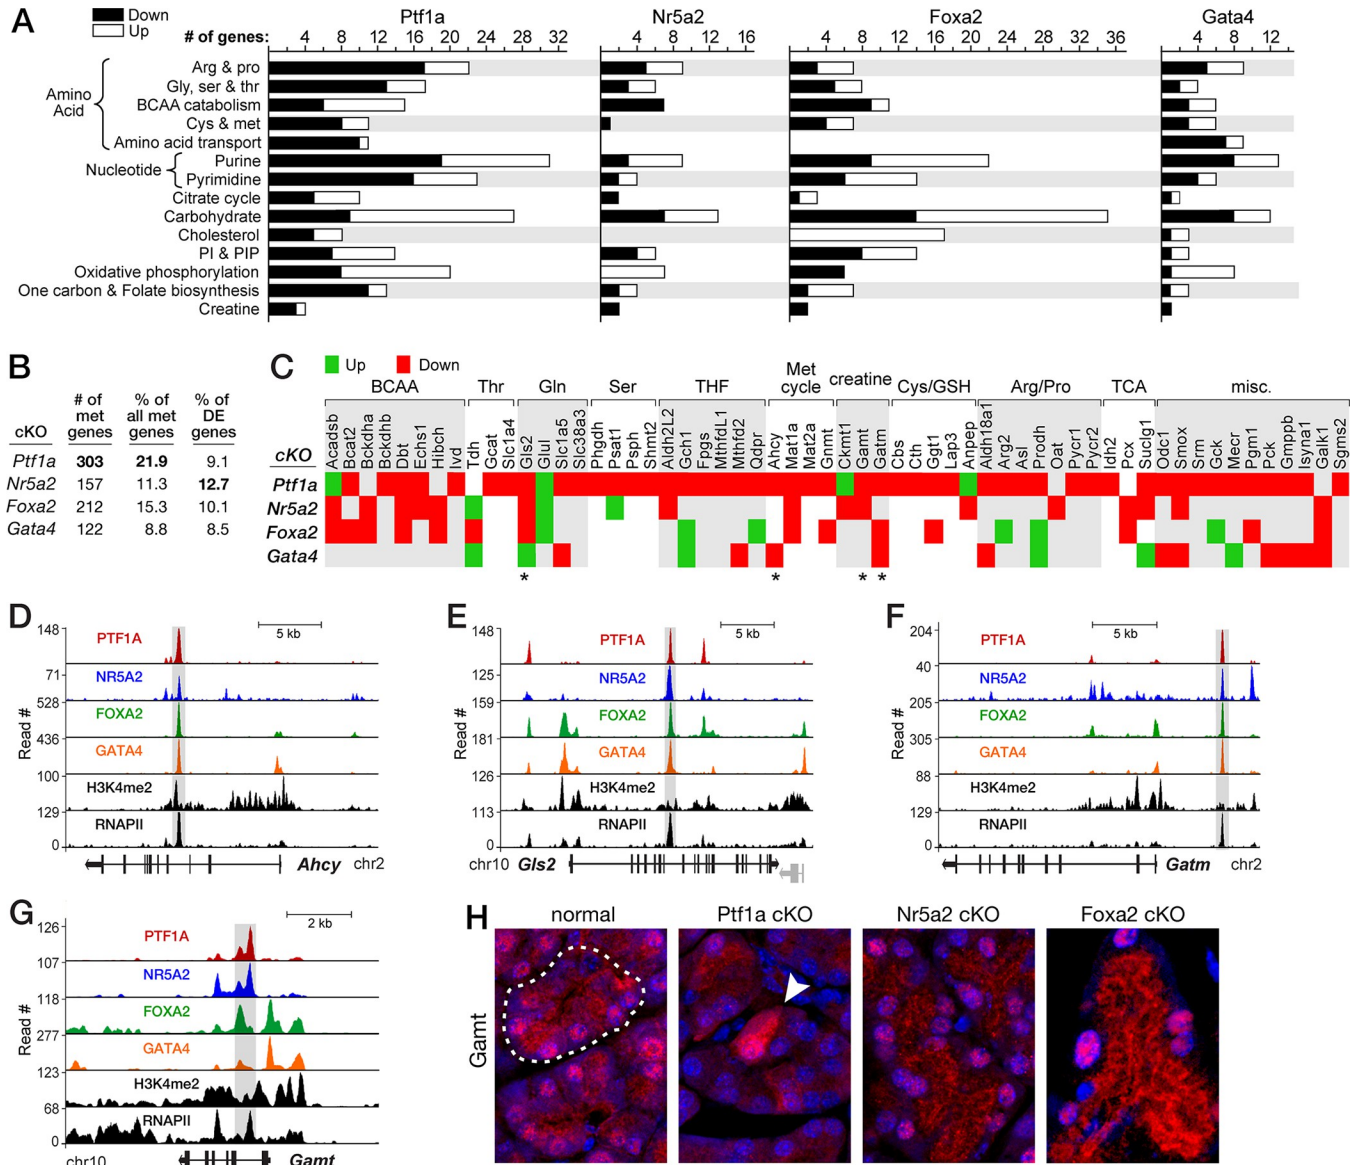 A
Down
Up
# of genes:
Ptf1a
Nr5a2
Foxa2
Gata4
4 8 12 16 20 24 28 32
4 8 12 16
4 8 12 16 20 24 28 32 36
4 8 12
Amino
Acid
Arg & pro
Gly, ser & thr
BCAA catabolism
Cys & met
Amino acid transport
Nucleotide
Purine
Pyrimidine
Citrate cycle
Carbohydrate
Cholesterol
PI & PIP
Oxidative phosphorylation
One carbon & Folate biosynthesis
Creatine
B
cKO # of met genes % of all met genes % of DE genes
Ptf1a 303 21.9 9.1
Nr5a2 157 11.3 12.7
Foxa2 212 15.3 10.1
Gata4 122 8.8 8.5
C
Up Down
BCAA Thr Gln Ser THF Met cycle creatine Cys/GSH Arg/Pro TCA misc.
cKO
Acadsb Bcat2 Bckdha Bckdhb Dbt Echs1 Hibch Ivd Tdh Gcat Slc1a4 Gls2 Glul Slc1a5 Slc38a3 Phgdh Psat1 Psph Shmt2 Aldh2L2 Gch1 Fpgs MthfdL1 Mthfd2 Qdpr Ahcy Mat1a Mat2a Gnmt Ckmt1 Gamt Gatm Cbs Cth Ggt1 Lap3 Anpep Aldh18a1 Arg2 Asl Prodh Oat Pycr1 Pycr2 Idh2 Pcx Sucdg1 Odc1 Smox Srm Gck Mecr Pgm1 Pck Gmppb Isyna1 Galk1 Sgms2
Ptf1a
Nr5a2
Foxa2
Gata4
* * * *
D
5 kb
Read #
148 PTF1A
71 NR5A2
528 FOXA2
436 GATA4
100 H3K4me2
129 RNAPII
0
Ahcy chr2
E
5 kb
Read #
148 PTF1A
125 NR5A2
159 FOXA2
181 GATA4
126 H3K4me2
113 RNAPII
0
chr10 Gls2
F
5 kb
Read #
204 PTF1A
40 NR5A2
205 FOXA2
305 GATA4
88 H3K4me2
129 RNAPII
0
Gatm chr2
G
2 kb
Read #
126 PTF1A
107 NR5A2
118 FOXA2
277 GATA4
123 H3K4me2
68 RNAPII
0
chr10 Gamt
H
normal Ptf1a cKO Nr5a2 cKO Foxa2 cKO
Gamt